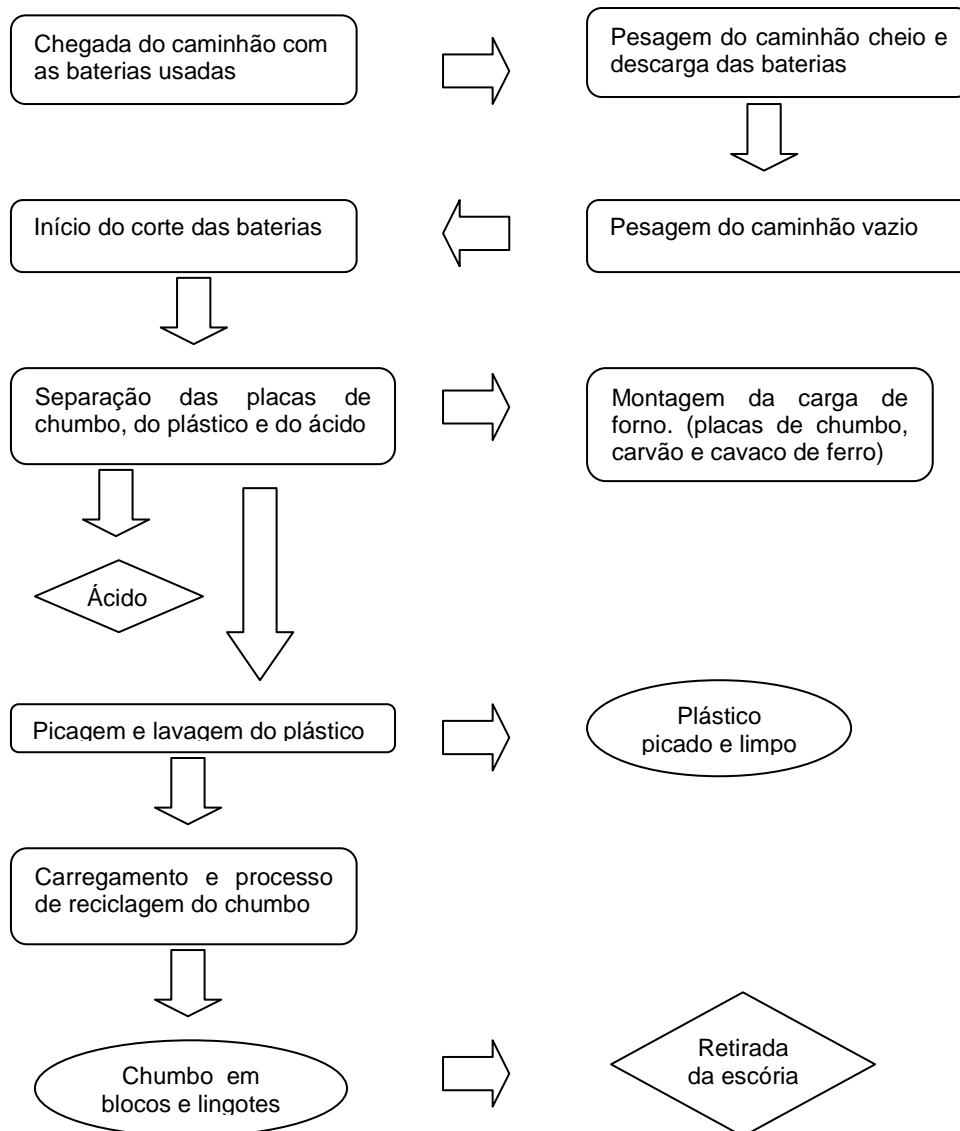 Chegada do caminhão com
as baterias usadas
Pesagem do caminhão cheio e
descarga das baterias
Início do corte das baterias
Pesagem do caminhão vazio
Separação das placas de
chumbo, do plástico e do ácido
Montagem da carga de
forno. (placas de chumbo,
carvão e cavaco de ferro)
Ácido
Picagem e lavagem do plástico
Plástico
picado e limpo
Carregamento e processo
de reciclagem do chumbo
Chumbo em
blocos e lingotes
Retirada
da escória